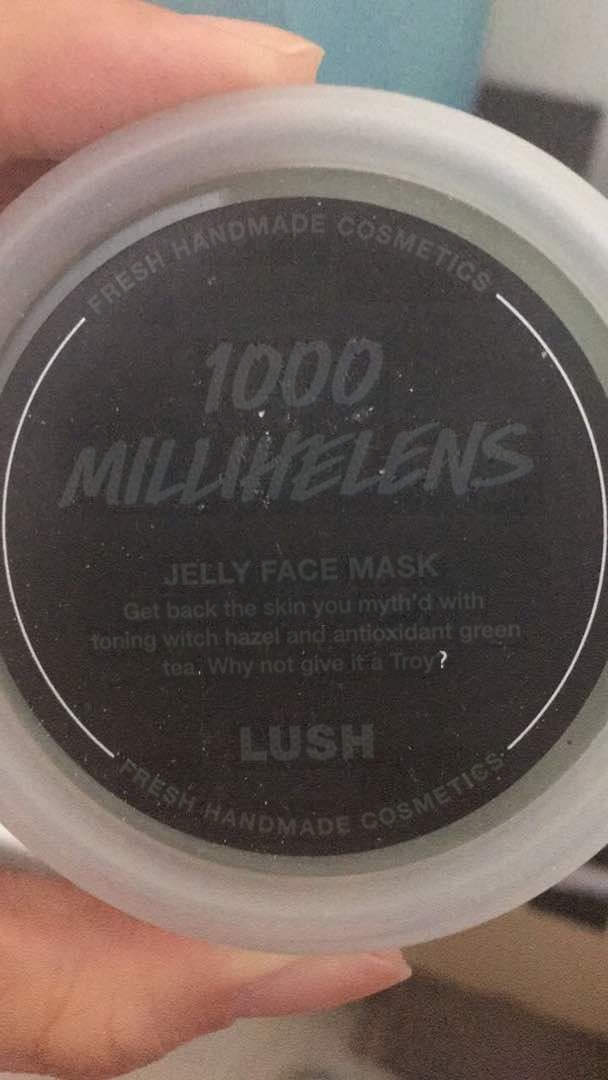 FRESH HANDMADE COSMETICS
1000
MILLIHELENS
JELLY FACE MASK
Get back the skin you myth'd with
toning witch hazel and antioxidant green
tea. Why not give it a Troy?
LUSH
FRESH HANDMADE COSMETICS